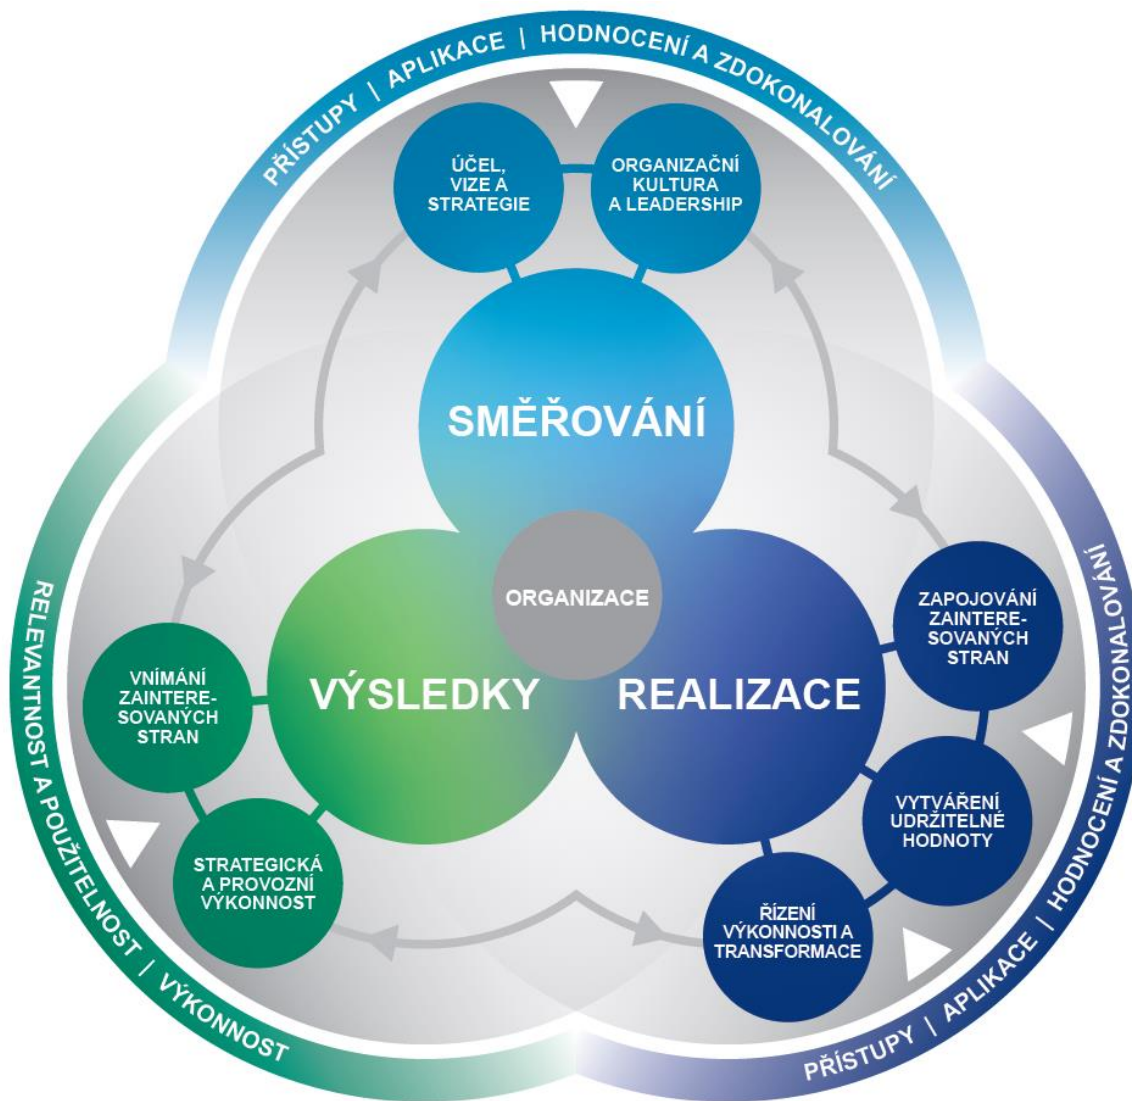 PŘÍSTUPY | APLIKACE | HODNOCENÍ A ZDOKONALOVÁNÍ
ÚČEL,
VIZE A
STRATEGIE
ORGANIZAČNÍ
KULTURA
A LEADERSHIP
SMĚŘOVÁNÍ
ORGANIZACE
VÝSLEDKY
REALIZACE
ZAPOJOVÁNÍ
ZAINTERE-
SOVANÝCH
STRAN
VYTVÁŘENÍ
UDRŽITELNÉ
HODNOTY
ŘÍZENÍ
VÝKONNOSTI A
TRANSFORMACE
VNÍMÁNÍ
ZAINTERE-
SOVANÝCH
STRAN
STRATEGICKÁ
A PROVOZNÍ
VÝKONNOST
RELEVANTNOST A POUŽITELNOST | VÝKONNOST
PŘÍSTUPY | APLIKACE | HODNOCENÍ A ZDOKONALOVÁNÍ